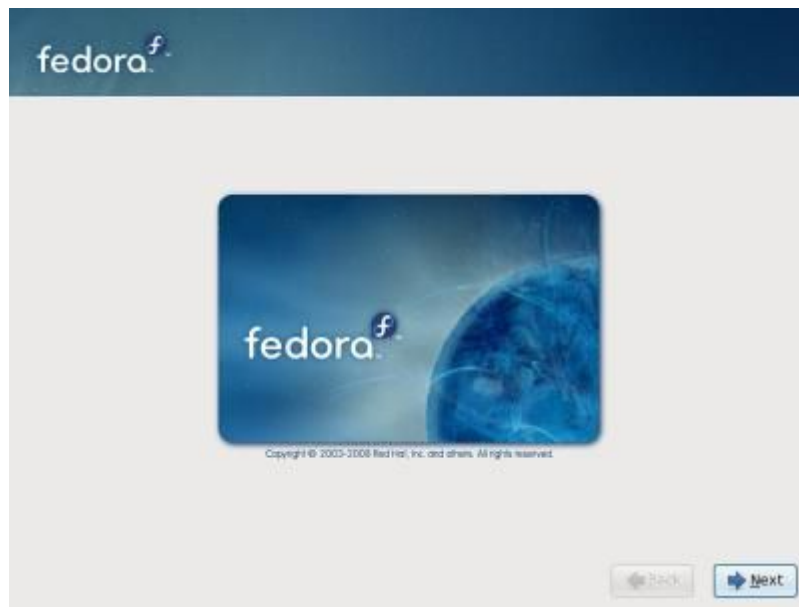 fedora
fedora
Copyright © 2003-2008 Red Hat, Inc. and others. All rights reserved.
Back
Next